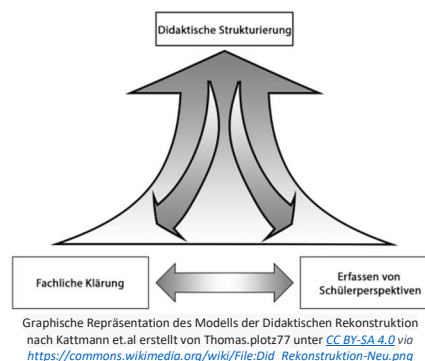 Didaktische Strukturierung
Fachliche Klärung
Erfassen von
Schülerperspektiven
Graphische Repräsentation des Modells der Didaktischen Rekonstruktion
nach Kattmann et.al erstellt von Thomas.plotz77 unter CC BY-SA 4.0 via
https://commons.wikimedia.org/wiki/File:Did_Rekonstruktion-Neu.png